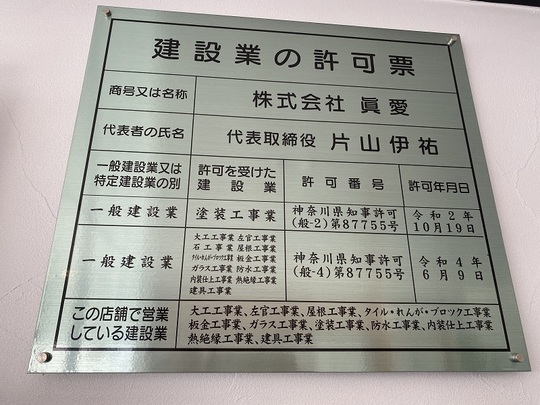 建設業の許可票
商号又は名称 株式会社 眞愛
代表者の氏名 代表取締役 片山伊祐
一般建設業又は
特定建設業の別
許可を受けた
建設業
許可番号
許可年月日
一般建設業
塗装工事業
神奈川県知事許可
(般-2)第87755号
令和2年
10月19日
一般建設業
大工工事業 左官工事業
石工事業 屋根工事業
タイル・れんが・ブロック工事業 板金工事業
ガラス工事業 防水工事業
内装仕上工事業 熱絶縁工事業
建具工事業
神奈川県知事許可
(般-4)第87755号
令和4年
6月9日
この店舗で営業
している建設業
大工工事業、左官工事業、屋根工事業、タイル・れんが・ブロツク工事業
板金工事業、ガラス工事業、塗装工事業、防水工事業、内装仕上工事業
熱絶縁工事業、建具工事業